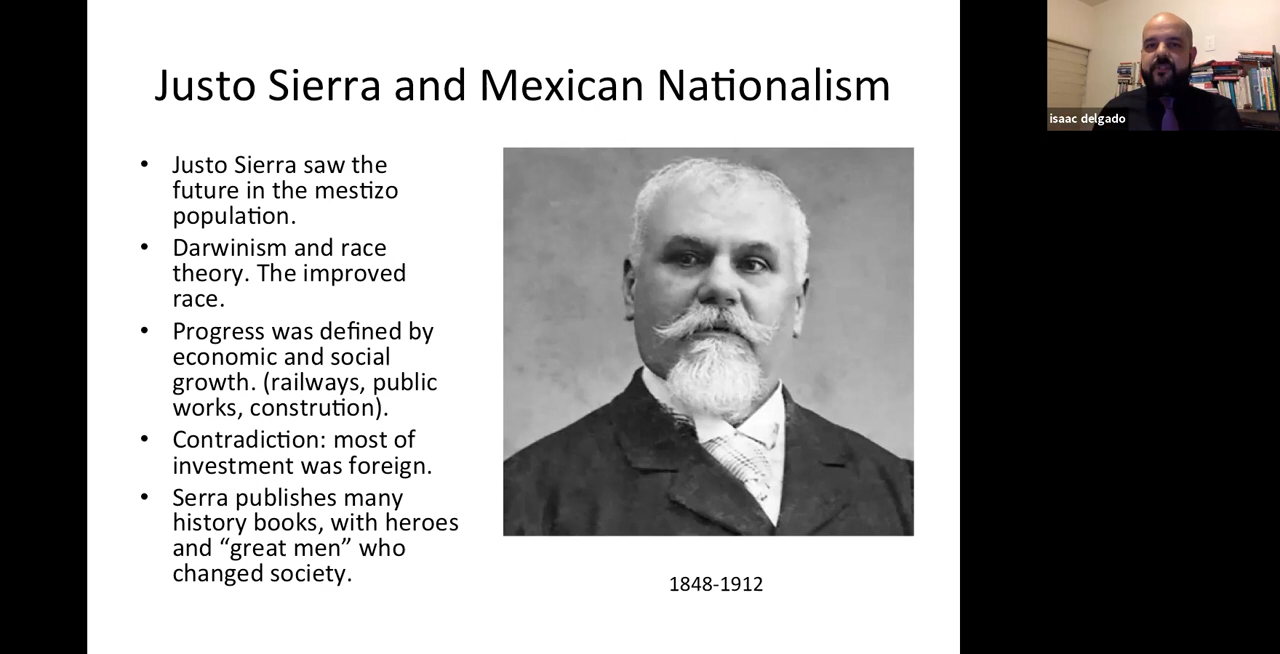 Justo Sierra and Mexican Nationalism
• Justo Sierra saw the
future in the mestizo
population.
• Darwinism and race
theory. The improved
race.
• Progress was defined by
economic and social
growth. (railways, public
works, constrution).
• Contradiction: most of
investment was foreign.
• Serra publishes many
history books, with heroes
and “great men” who
changed society.
1848-1912
isaac delgado